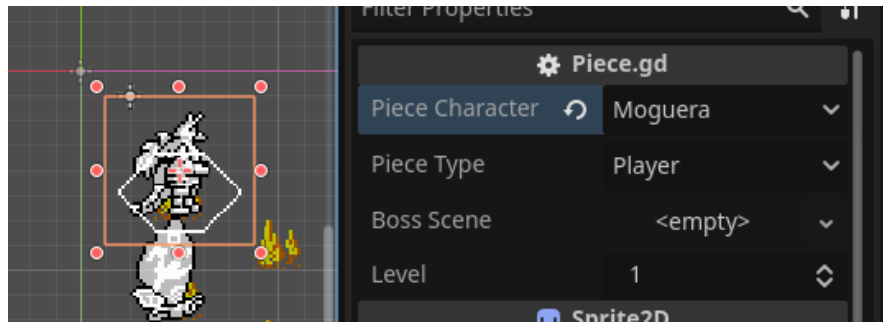 Filter Properties
Piece.gd
Piece Character Moguera
Piece Type Player
Boss Scene <empty>
Level 1
Sprite2D